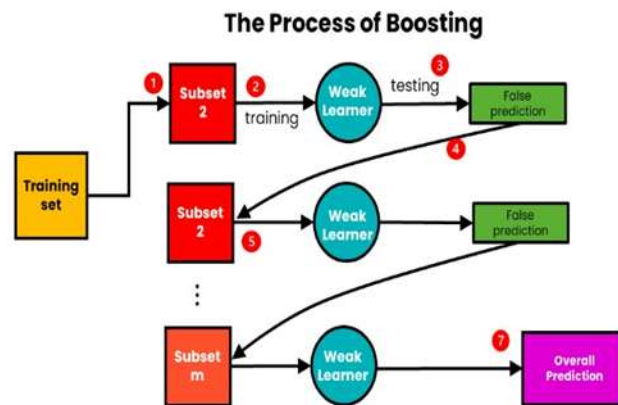 The Process of Boosting
1
Subset
2
2
training
Weak
Learner
3
testing
False
prediction
4
Training
set
Subset
2
5
Weak
Learner
False
prediction
Subset
m
Weak
Learner
7
Overall
Prediction